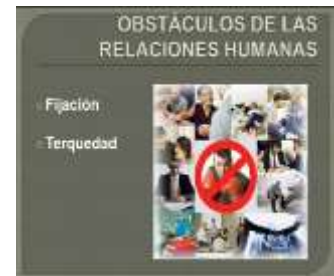 OBSTÁCULOS DE LAS
RELACIONES HUMANAS
Fijación
Terquedad